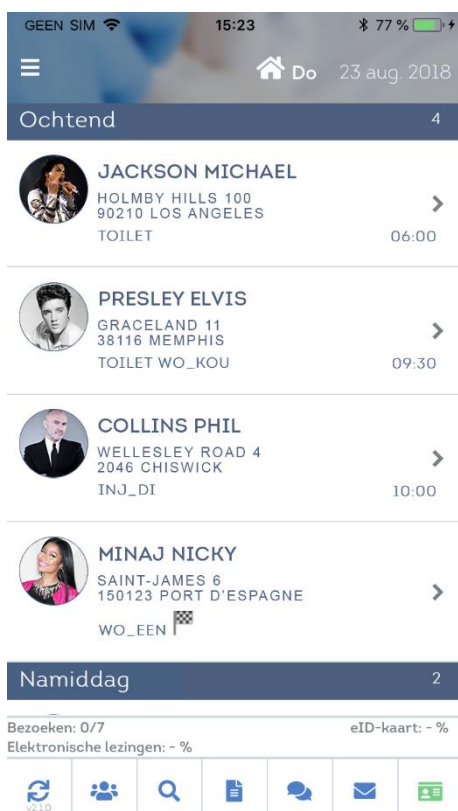 GEEN SIM 15:23 77 %
Do 23 aug. 2018
Ochtend 4
JACKSON MICHAEL
HOLMBY HILLS 100
90210 LOS ANGELES
TOILET 06:00
PRESLEY ELVIS
GRACELAND 11
38116 MEMPHIS
TOILET WO_KOU 09:30
COLLINS PHIL
WELLESLEY ROAD 4
2046 CHISWICK
INJ_DI 10:00
MINAJ NICKY
SAINT-JAMES 6
150123 PORT D'ESPAGNE
WO_EEN
Namiddag 2
Bezoeken: 0/7 eID-kaart: - %
Elektronische lezingen: - %
v2.1.0